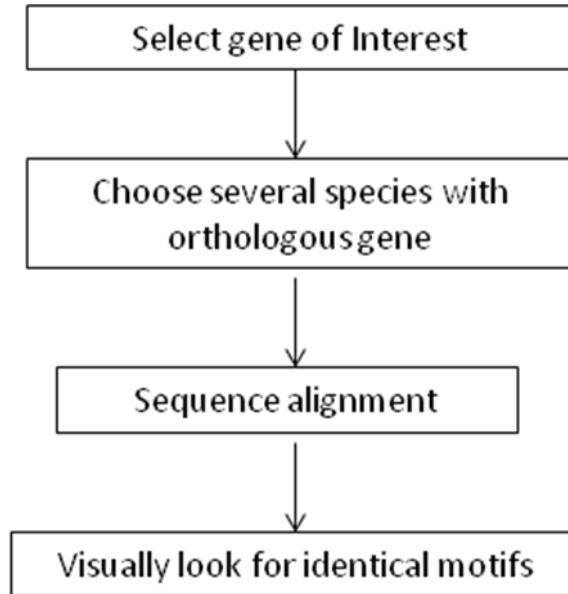 Select gene of Interest
Choose several species with
orthologous gene
Sequence alignment
Visually look for identical motifs